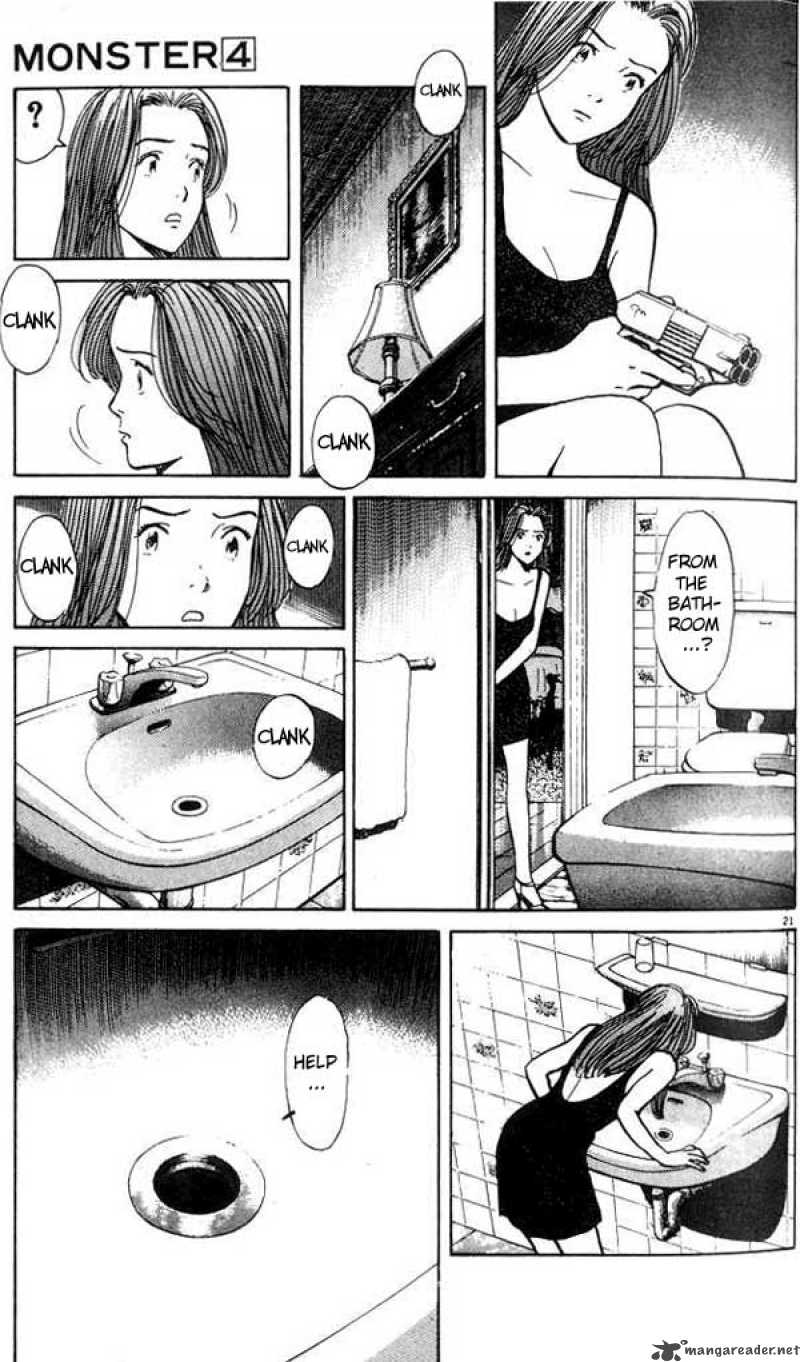 MONSTER 4
CLANK
?
CLANK
CLANK
CLANK
CLANK
FROM
THE
BATH-
ROOM
...?
CLANK
21
HELP
...
mangareader.net